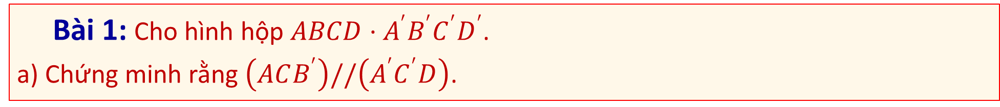 Bài 1: Cho hình hộp ABCD · A′B′C′D′.
a) Chứng minh rằng (ACB′)//(A′C′D).